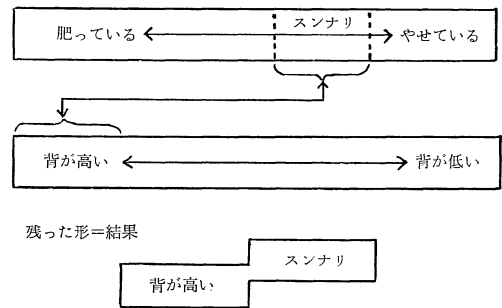 スンナリ
肥っている
やせている
背が高い
背が低い
残った形＝結果
スンナリ
背が高い